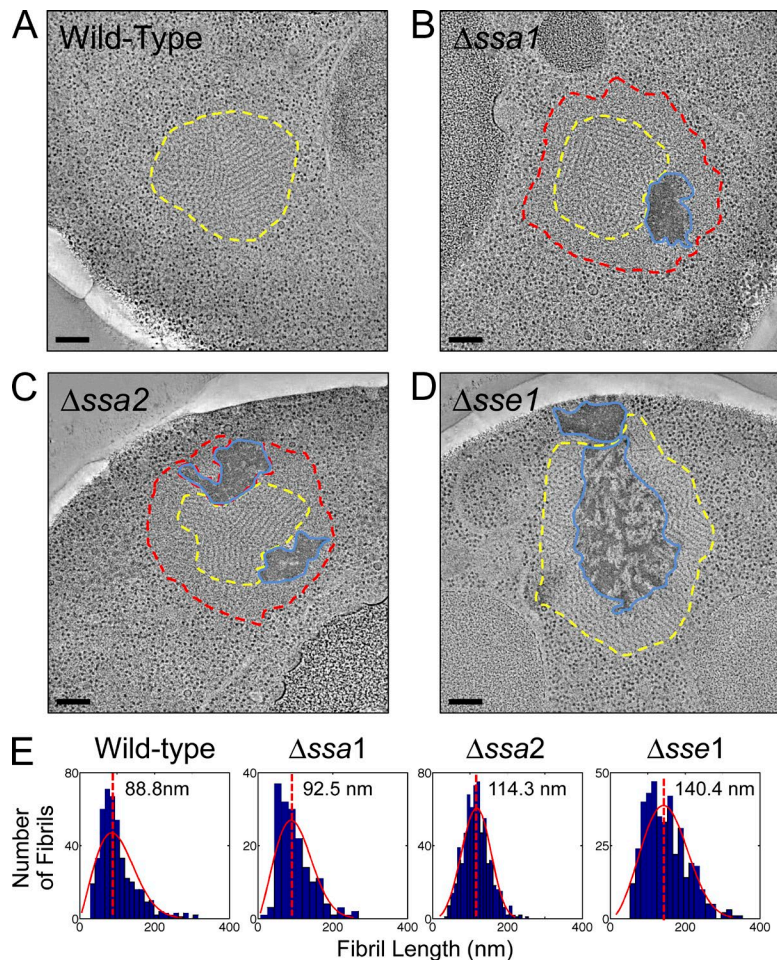 A
Wild-Type
B
Δssa1
C
Δssa2
D
Δsse1
E
Wild-type
Δssa1
Δssa2
Δsse1
Number
of Fibrils
80
40
0
88.8nm
0 200 400
40
20
0
92.5 nm
0 200 400
80
40
0
114.3 nm
0 200 400
50
25
0
140.4 nm
0 200 400
Fibril Length (nm)